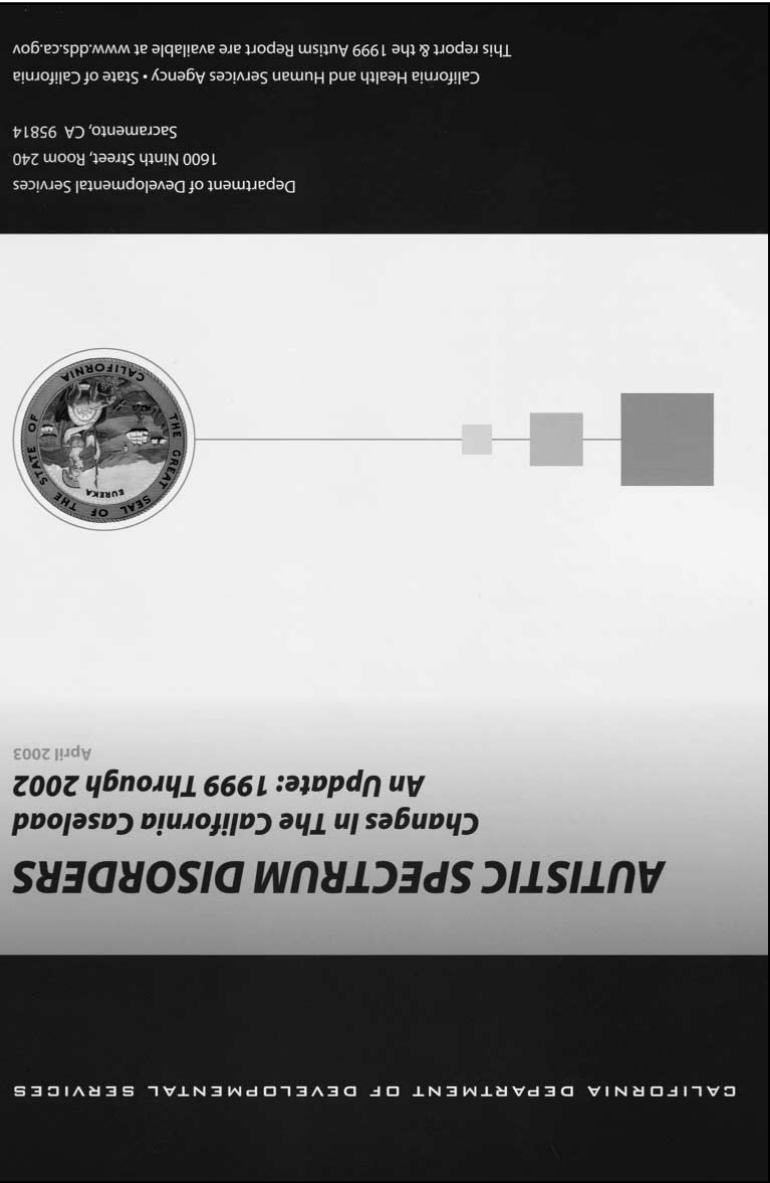 CALIFORNIA DEPARTMENT OF DEVELOPMENTAL SERVICES
AUTISTIC SPECTRUM DISORDERS
Changes In The California Caseload
An Update: 1999 Through 2002
April 2003
THE GREAT SEAL OF THE STATE OF CALIFORNIA
EUREKA
Department of Developmental Services
1600 Ninth Street, Room 240
Sacramento, CA 95814
California Health and Human Services Agency • State of California
This report & the 1999 Autism Report are available at www.dds.ca.gov